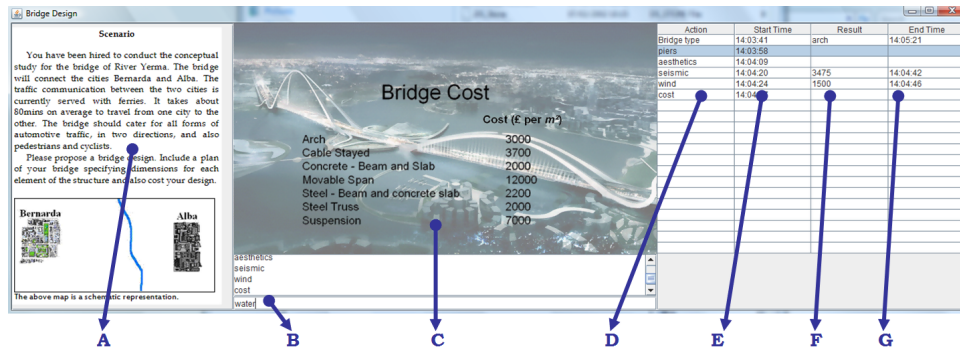 Bridge Design
Scenario
You have been hired to conduct the conceptual
study for the bridge of River Yerma. The bridge
will connect the cities Bernarda and Alba. The
traffic communication between the two cities is
currently served with ferries. It takes about
80mins on average to travel from one city to the
other. The bridge should cater for all forms of
automotive traffic, in two directions, and also
pedestrians and cyclists.
Please propose a bridge design. Include a plan
of your bridge specifying dimensions for each
element of the structure and also cost your design.
Bernarda
Alba
The above map is a schematic representation.
Bridge Cost
Cost (£ per m²)
Arch 3000
Cable Stayed 3700
Concrete - Beam and Slab 2000
Movable Span 12000
Steel - Beam and concrete slab 2200
Steel Truss 2000
Suspension 7000
aesthetics
seismic
wind
cost
water
Action Start Time Result End Time
Bridge type 14:03:41 arch 14:05:21
piers 14:03:58
aesthetics 14:04:09
seismic 14:04:20 3475 14:04:42
wind 14:04:24 1500 14:04:46
cost
A B C D E F G